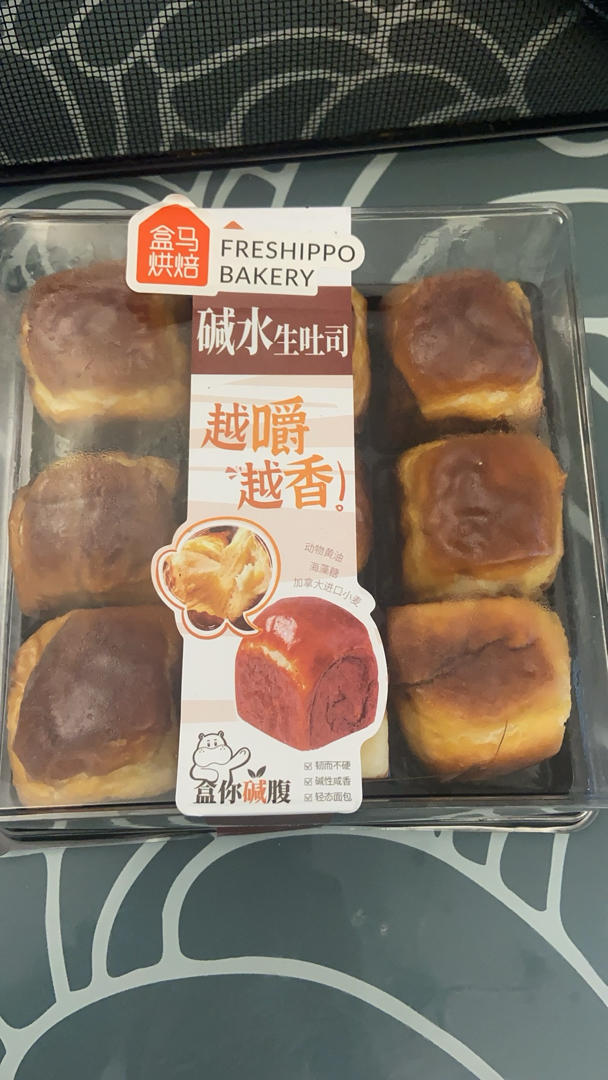 盒马
烘焙
FRESHIPPO
BAKERY
碱水生吐司
越嚼
越香!
动物黄油
海藻糖
加拿大进口小麦
韧而不硬
碱性咸香
轻态面包
盒你碱腹